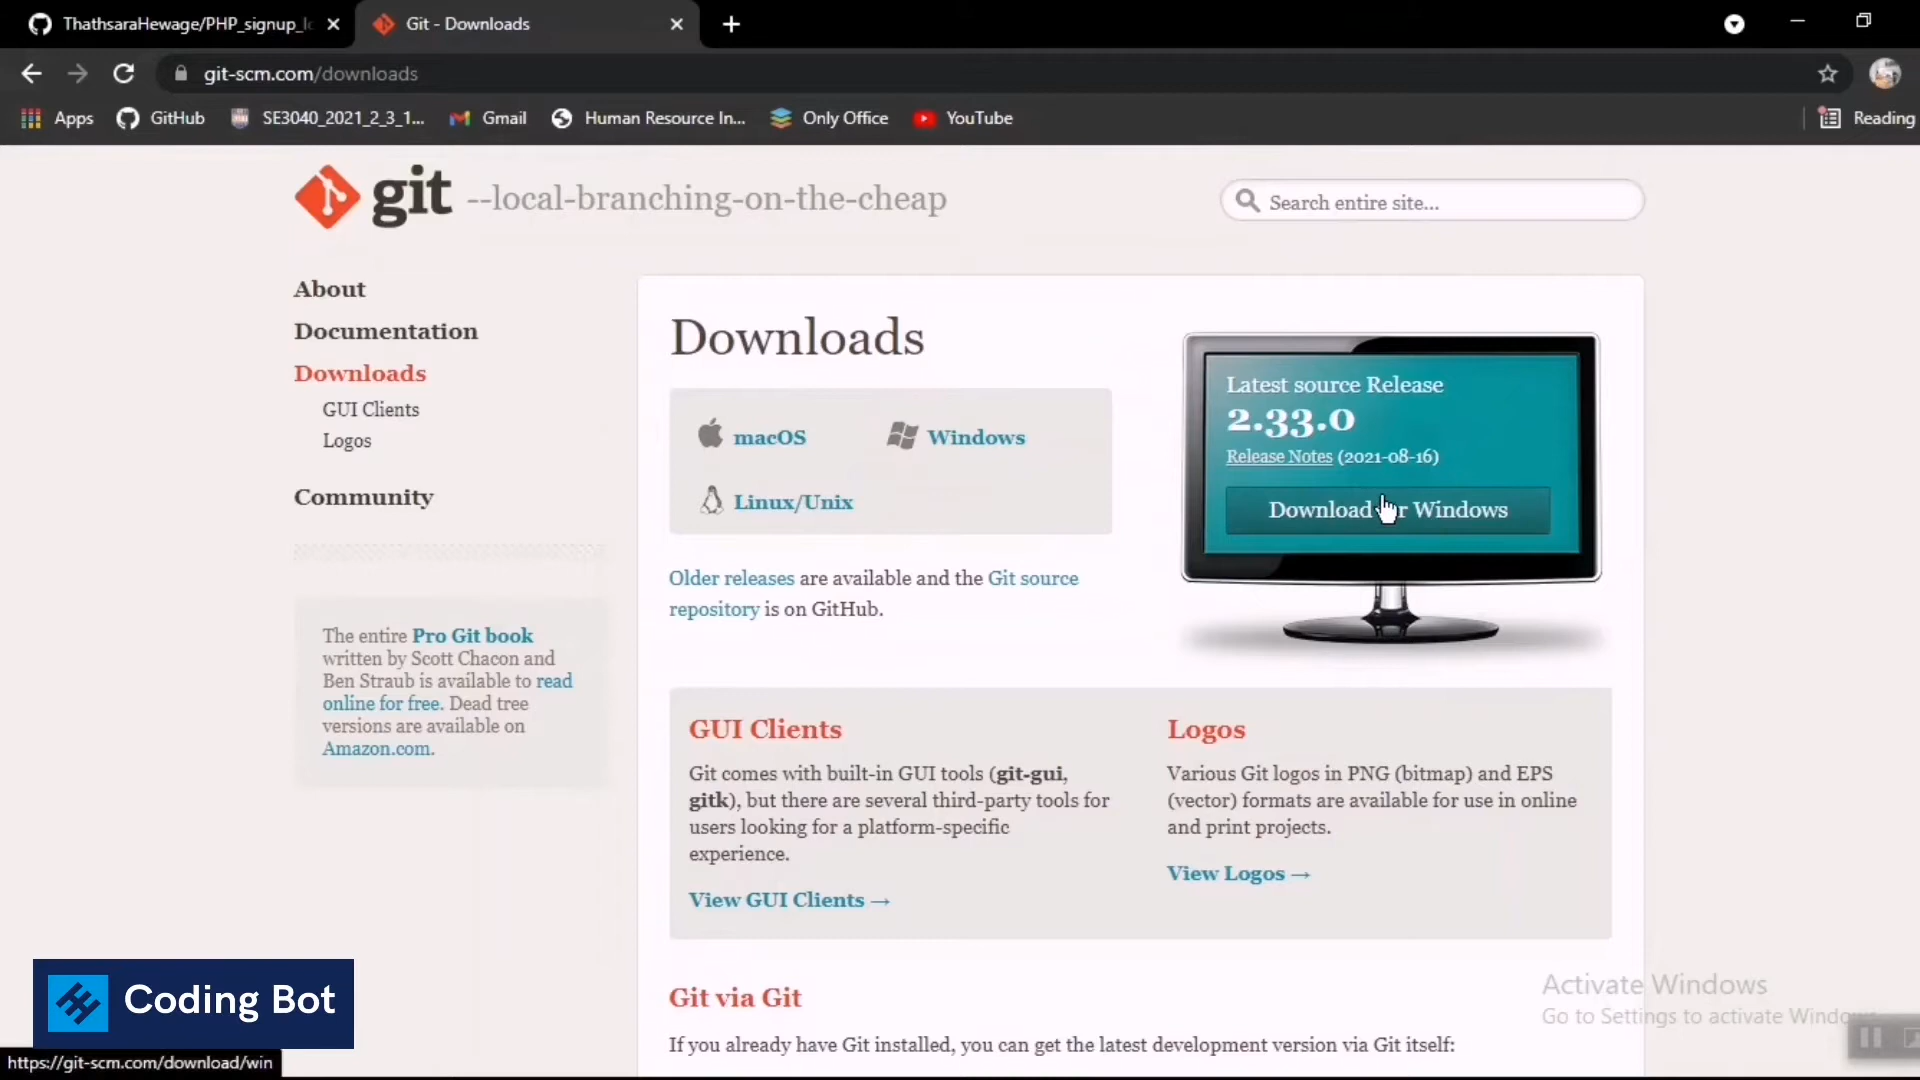 ThathsaraHewage/PHP_signup_l
Git - Downloads
git-scm.com/downloads
Apps
GitHub
SE3040_2021_2_3_1...
Gmail
Human Resource In...
Only Office
YouTube
Reading
git --local-branching-on-the-cheap
Search entire site...
About
Documentation
Downloads
GUI Clients
Logos
Community
The entire Pro Git book
written by Scott Chacon and
Ben Straub is available to read
online for free. Dead tree
versions are available on
Amazon.com.
Downloads
macOS
Windows
Linux/Unix
Older releases are available and the Git source
repository is on GitHub.
Latest source Release
2.33.0
Release Notes (2021-08-16)
Download for Windows
GUI Clients
Git comes with built-in GUI tools (git-gui,
gitk), but there are several third-party tools for
users looking for a platform-specific
experience.
View GUI Clients →
Logos
Various Git logos in PNG (bitmap) and EPS
(vector) formats are available for use in online
and print projects.
View Logos →
Git via Git
If you already have Git installed, you can get the latest development version via Git itself:
Activate Windows
Go to Settings to activate Windows
Coding Bot
https://git-scm.com/download/win